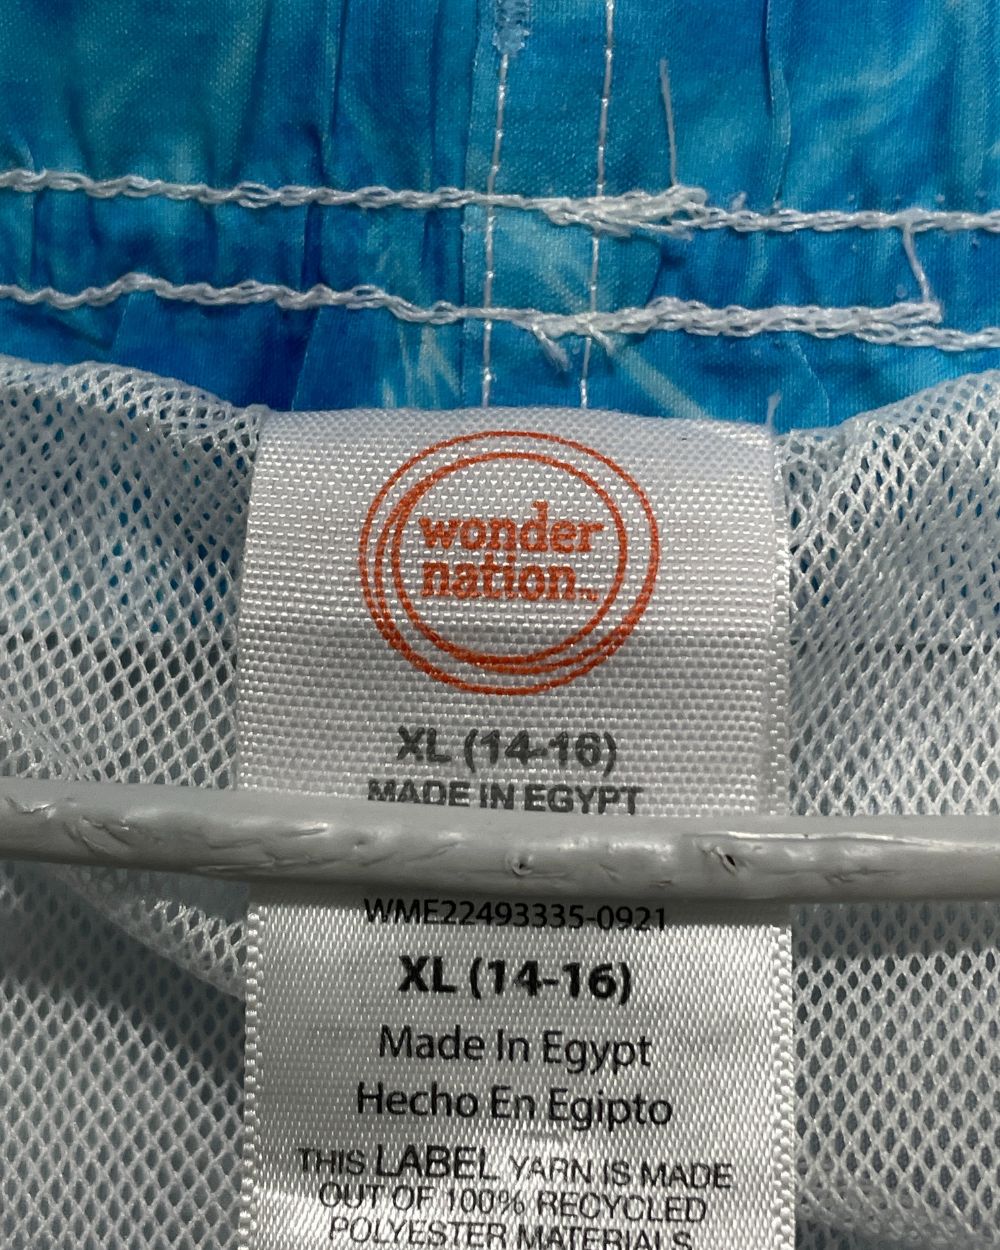 wonder
nation™
XL (14-16)
MADE IN EGYPT
WME22493335-0921
XL (14-16)
Made In Egypt
Hecho En Egipto
THIS LABEL YARN IS MADE
OUT OF 100% RECYCLED
POLYESTER MATERIALS